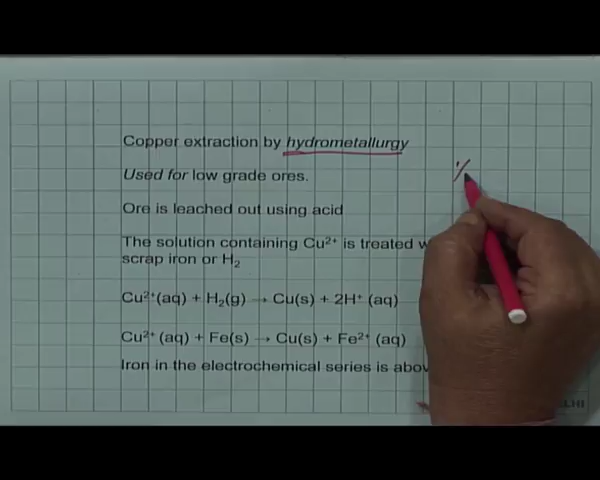 Copper extraction by hydrometallurgy
Used for low grade ores.
Ore is leached out using acid
The solution containing Cu²⁺ is treated
scrap iron or H₂
Cu²⁺(aq) + H₂(g) → Cu(s) + 2H⁺ (aq)
Cu²⁺ (aq) + Fe(s) → Cu(s) + Fe²⁺ (aq)
Iron in the electrochemical series is